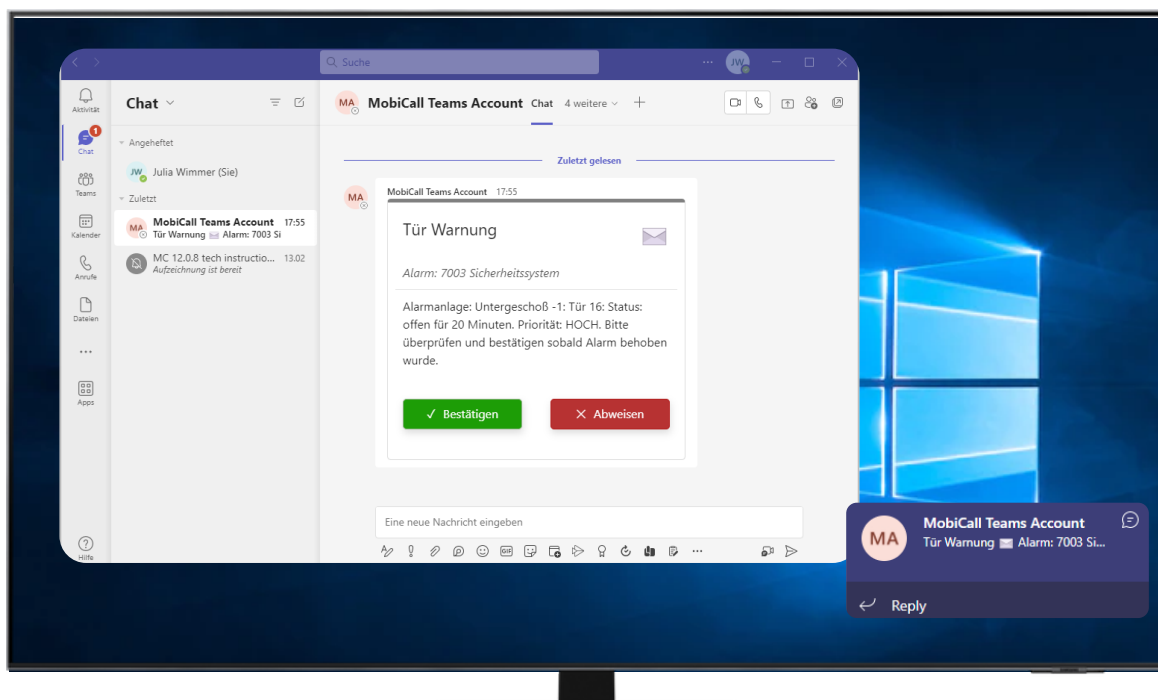 Suche
JW
Aktivität
Chat
1
Chat
Teams
Kalender
Anrufe
Dateien
Apps
Hilfe
Angeheftet
JW
Julia Wimmer (Sie)
Zuletzt
MA
MobiCall Teams Account 17:55
Tür Warnung Alarm: 7003 Si
MC 12.0.8 tech instructio... 13.02
Aufzeichnung ist bereit
MA
MobiCall Teams Account Chat 4 weitere
Zuletzt gelesen
MA
MobiCall Teams Account 17:55
Tür Warnung
Alarm: 7003 Sicherheitssystem
Alarmanlage: Untergeschoß -1: Tür 16: Status:
offen für 20 Minuten. Priorität: HOCH. Bitte
überprüfen und bestätigen sobald Alarm behoben
wurde.
Bestätigen
Abweisen
Eine neue Nachricht eingeben
GIF
MA
MobiCall Teams Account
Tür Warnung Alarm: 7003 Si...
Reply